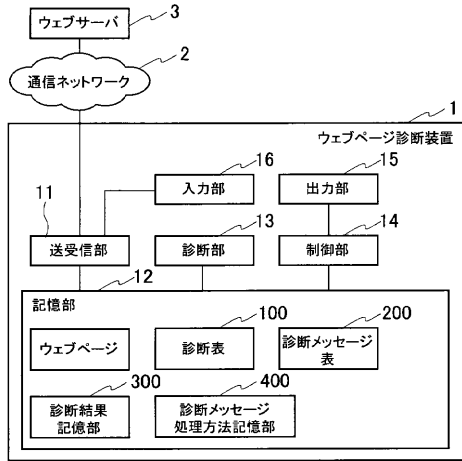 ウェブサーバ
3
通信ネットワーク
2
1
ウェブページ診断装置
16
15
入力部
出力部
11
13
14
送受信部
診断部
制御部
12
記憶部
100
200
ウェブページ
診断表
診断メッセージ
表
300
400
診断結果
記憶部
診断メッセージ
処理方法記憶部